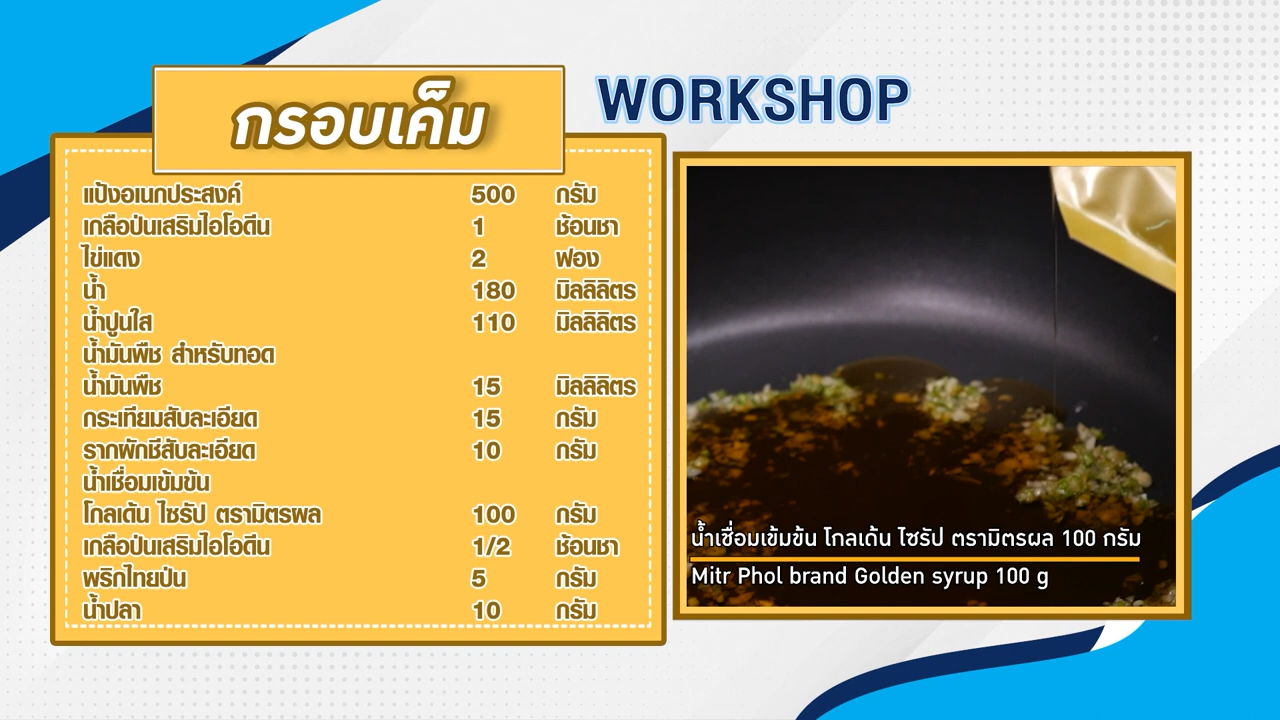 กรอบเค็ม
WORKSHOP
แป้งอเนกประสงค์ 500 กรัม
เกลือป่นเสริมไอโอดีน 1 ช้อนชา
ไข่แดง 2 ฟอง
น้ำ 180 มิลลิลิตร
น้ำปูนใส 110 มิลลิลิตร
น้ำมันพืช สำหรับทอด
น้ำมันพืช 15 มิลลิลิตร
กระเทียมสับละเอียด 15 กรัม
รากผักชีสับละเอียด 10 กรัม
น้ำเชื่อมเข้มข้น
โกลเด้น ไซรัป ตรามิตรผล 100 กรัม
เกลือป่นเสริมไอโอดีน 1/2 ช้อนชา
พริกไทยป่น 5 กรัม
น้ำปลา 10 กรัม
น้ำเชื่อมเข้มข้น โกลเด้น ไซรัป ตรามิตรผล 100 กรัม
Mitr Phol brand Golden syrup 100 g